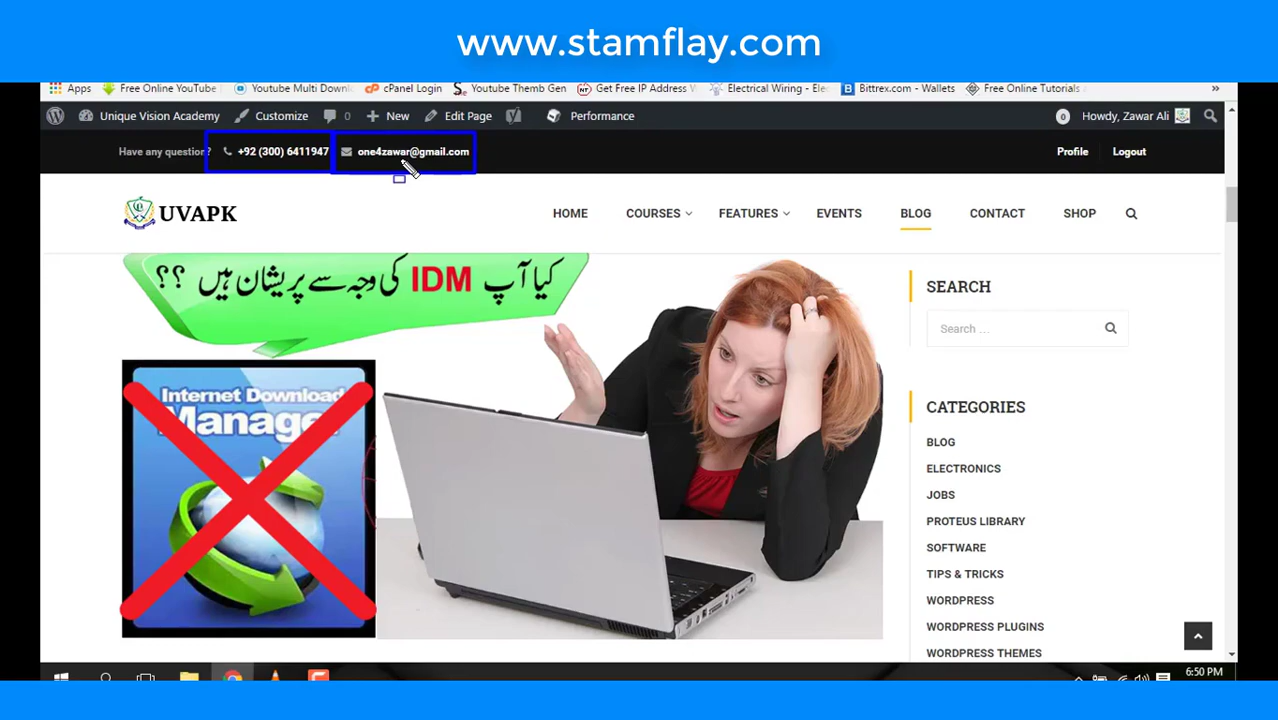 www.stamflay.com
Apps Free Online YouTube Youtube Multi Downl cPanel Login Youtube Themb Gen Get Free IP Address Electrical Wiring - Ele Bittrex.com - Wallets Free Online Tutorials »
Unique Vision Academy Customize 0 New Edit Page Performance 0 Howdy, Zawar Ali
Have any question? +92 (300) 6411947 one4zawar@gmail.com Profile Logout
UVAPK HOME COURSES FEATURES EVENTS BLOG CONTACT SHOP
کیا آپ IDM کی وجہ سے پریشان ہیں ؟؟
Internet Download
Manager
SEARCH
Search ...
CATEGORIES
BLOG
ELECTRONICS
JOBS
PROTEUS LIBRARY
SOFTWARE
TIPS & TRICKS
WORDPRESS
WORDPRESS PLUGINS
WORDPRESS THEMES
6:50 PM